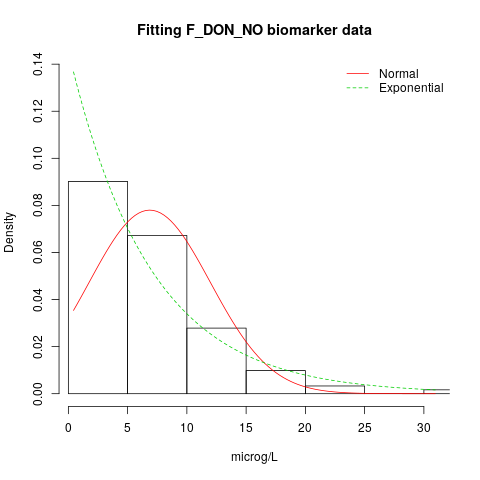 Fitting F_DON_NO biomarker data
Normal
Exponential
Density
0.14
0.12
0.10
0.08
0.06
0.04
0.02
0.00
0 5 10 15 20 25 30
microg/L